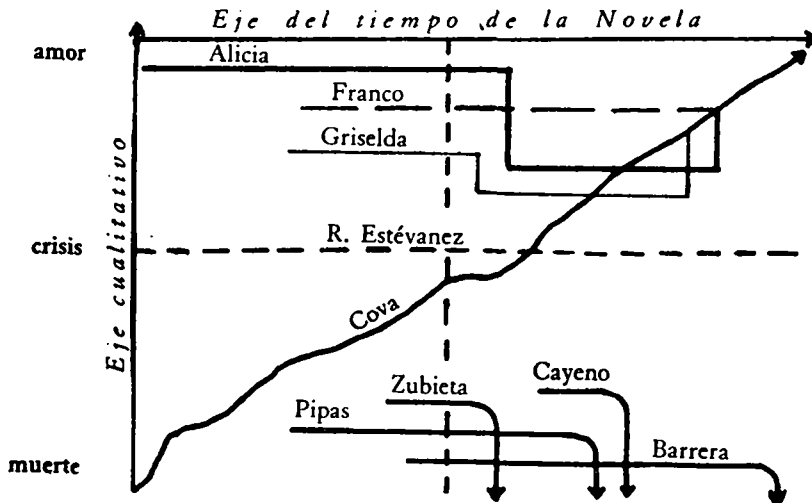 Eje del tiempo de la Novela
amor
Alicia
Franco
Griselda
Eje cualitativo
crisis
R. Estévanez
Cova
Zubieta
Cayeno
Pipas
Barrera
muerte